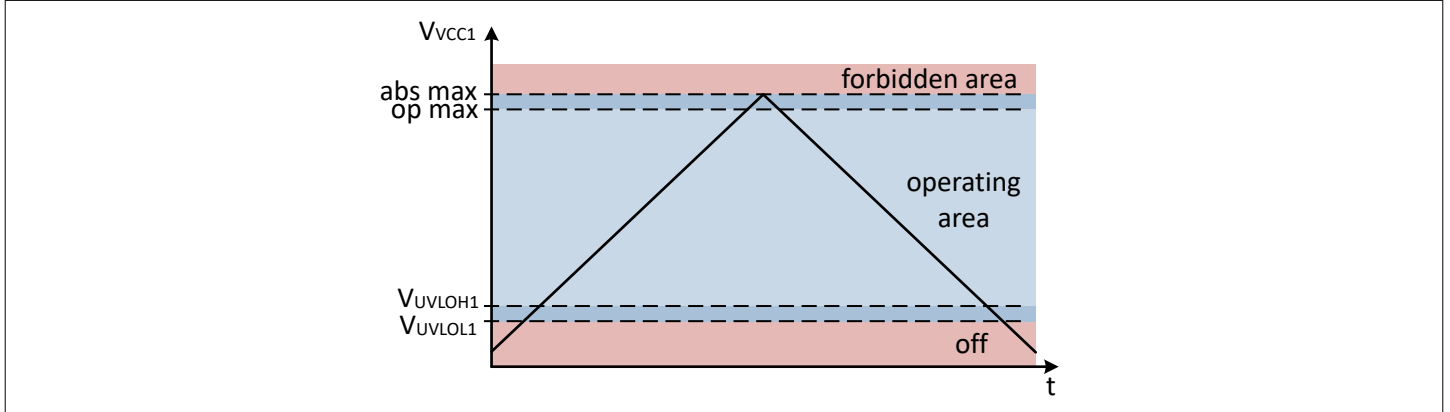 VVCC1
forbidden area
abs max
op max
operating
area
VUVLOH1
VUVLOL1
off
t